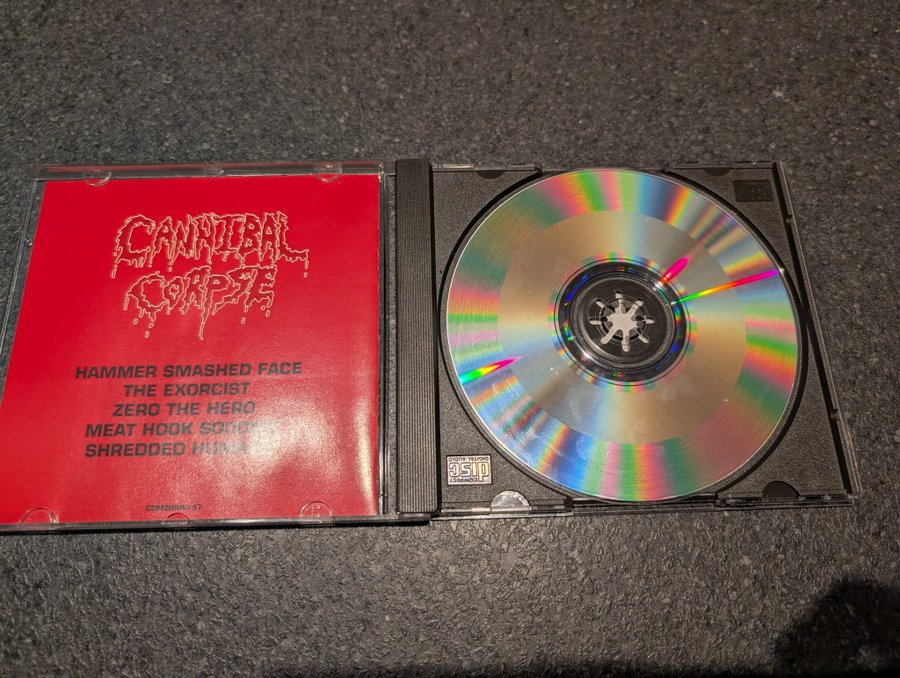 CANNIBAL
CORPSE
HAMMER SMASHED FACE
THE EXORCIST
ZERO THE HERO
MEAT HOOK
SHREDDED
COMPACT
disc
DIGITAL AUDIO